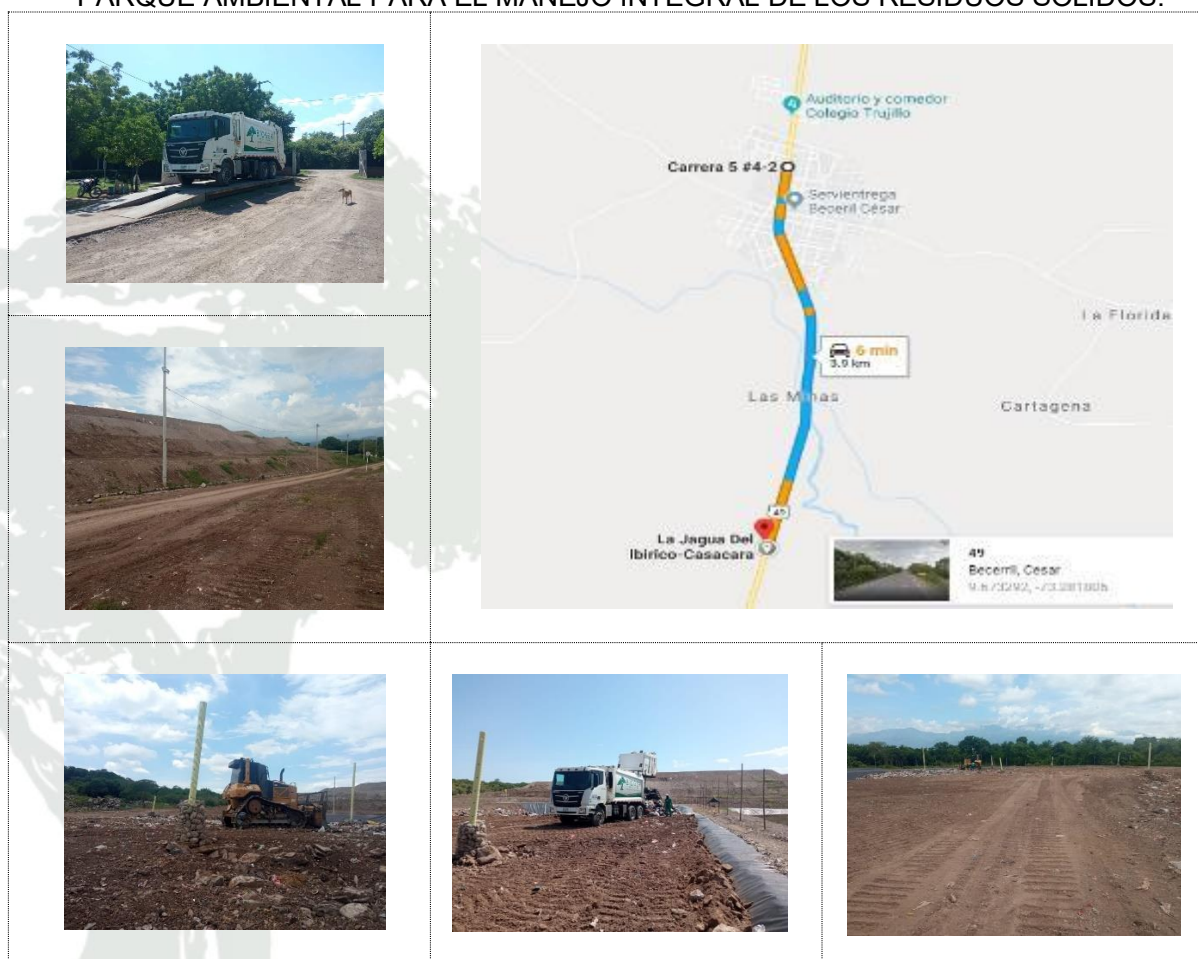 PARQUE AMBIENTAL PARA EL MANEJO INTEGRAL DE LOS RESIDUOS SOLIDOS.
Auditorio y comedor
Colegio Trujillo
Carrera 5 #4-2
Servientrega
Becerril César
La Florida
6 min
3.9 km
Las Minas
Cartagena
49
La Jagua Del
Ibirico-Casacara
49
Becerril, Cesar